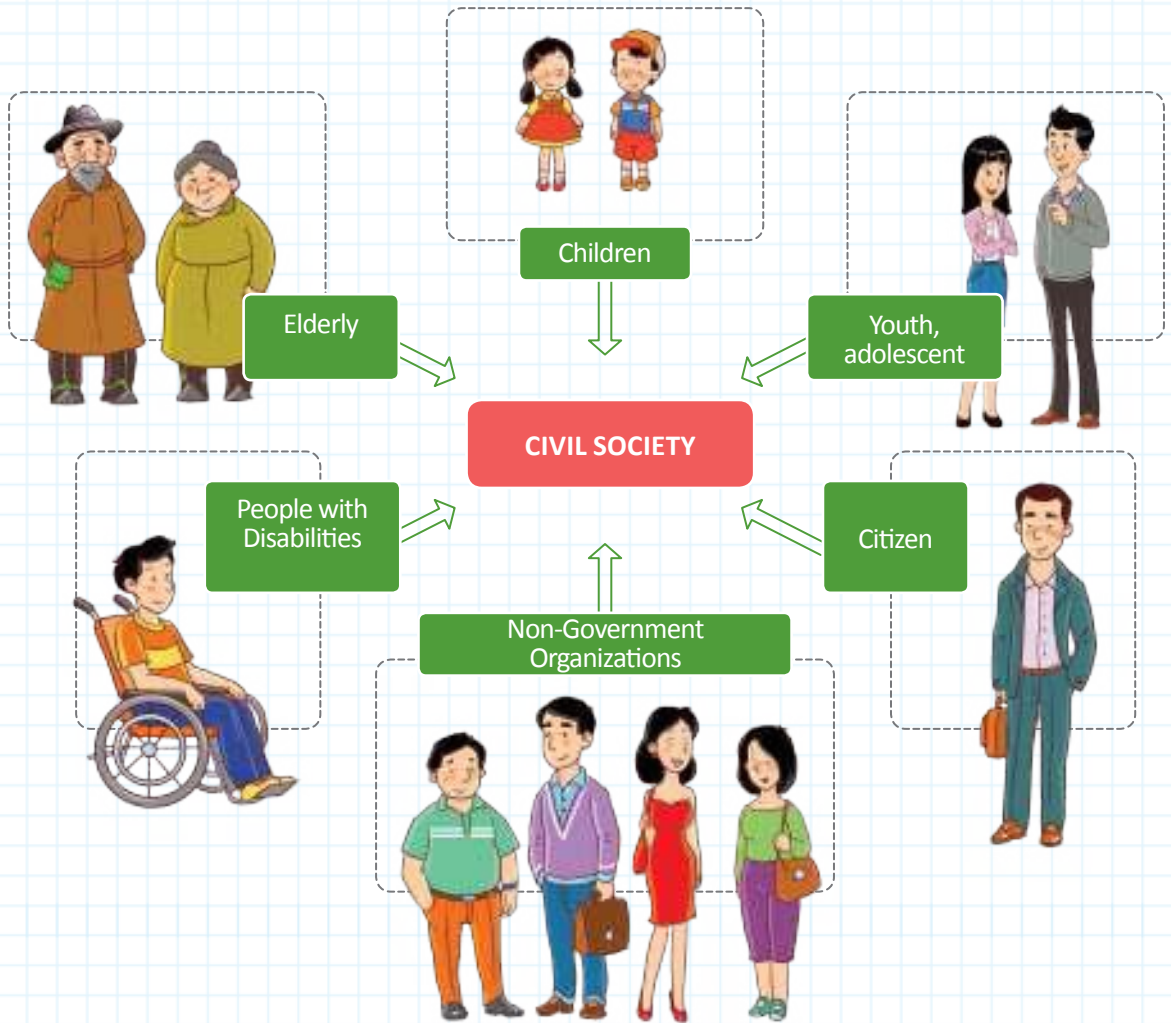 Children
Elderly
Youth,
adolescent
CIVIL SOCIETY
People with
Disabilities
Citizen
Non-Government
Organizations